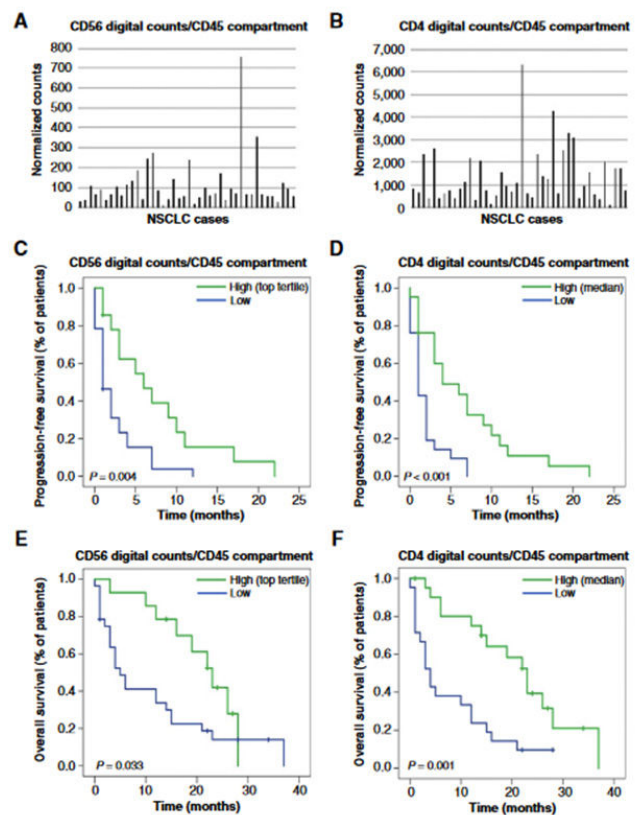 A
CD56 digital counts/CD45 compartment
Normalized counts
800
700
600
500
400
300
200
100
0
NSCLC cases
B
CD4 digital counts/CD45 compartment
Normalized counts
7,000
6,000
5,000
4,000
3,000
2,000
1,000
0
NSCLC cases
C
CD56 digital counts/CD45 compartment
Progression-free survival (% of patients)
1.0
0.8
0.6
0.4
0.2
0.0
High (top tertile)
Low
P = 0.004
0 5 10 15 20 25
Time (months)
D
CD4 digital counts/CD45 compartment
Progression-free survival (% of patients)
1.0
0.8
0.6
0.4
0.2
0.0
High (median)
Low
P < 0.001
0 5 10 15 20 25
Time (months)
E
CD56 digital counts/CD45 compartment
Overall survival (% of patients)
1.0
0.8
0.6
0.4
0.2
0.0
High (top tertile)
Low
P = 0.033
0 10 20 30 40
Time (months)
F
CD4 digital counts/CD45 compartment
Overall survival (% of patients)
1.0
0.8
0.6
0.4
0.2
0.0
High (median)
Low
P = 0.001
0 10 20 30 40
Time (months)